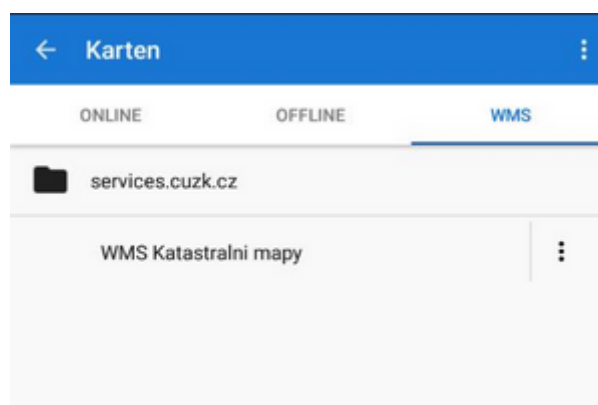 Karten
ONLINE OFFLINE WMS
services.cuzk.cz
WMS Katastralni mapy